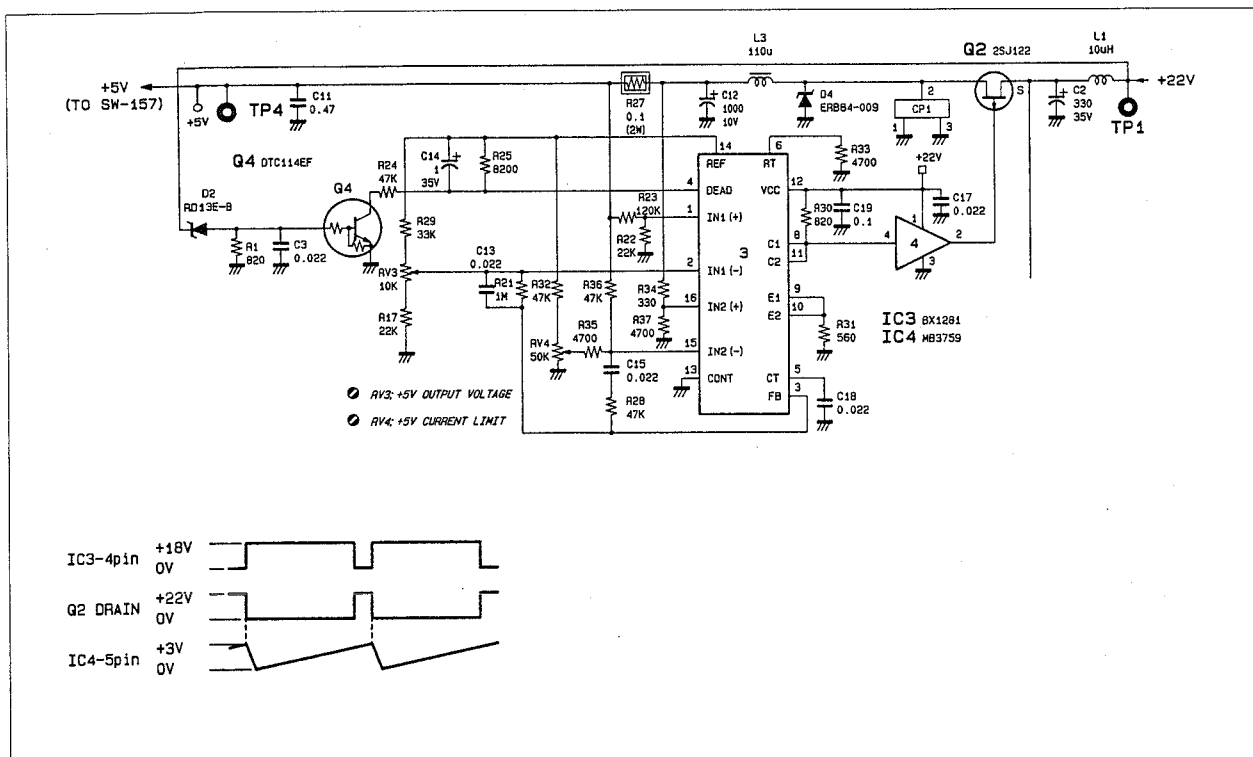 L3
110u
Q2 2SJ122
L1
10uH
+5V
(TO SW-157)
+5V
TP4
C11
0.47
R27
0.1
(2W)
C12
1000
10V
D4
ERB64-009
2
CP1
1
3
S
C2
330
35V
+22V
TP1
Q4 DTC114EF
R24
47K
C14
1
35V
R25
8200
14
REF
6
RT
R33
4700
+22V
D2
RD13E-B
Q4
4
DEAD
VCC
12
R23
120K
1
IN1(+)
R30
820
C19
0.1
C17
0.022
R1
820
C3
0.022
R29
33K
R22
22K
3
C1
8
C2
11
4
1
4
2
3
C13
0.022
2
IN1(-)
RV3
10K
R21
1M
R32
47K
R36
47K
R34
330
16
IN2(+)
E1
9
E2
10
R31
560
IC3 BX1281
IC4 MB3759
R17
22K
R35
4700
R37
4700
RV4
50K
15
IN2(-)
C15
0.022
13
CONT
CT
5
FB
3
C18
0.022
R28
47K
RV3; +5V OUTPUT VOLTAGE
RV4; +5V CURRENT LIMIT
IC3-4pin +18V
0V
Q2 DRAIN +22V
0V
IC4-5pin +3V
0V